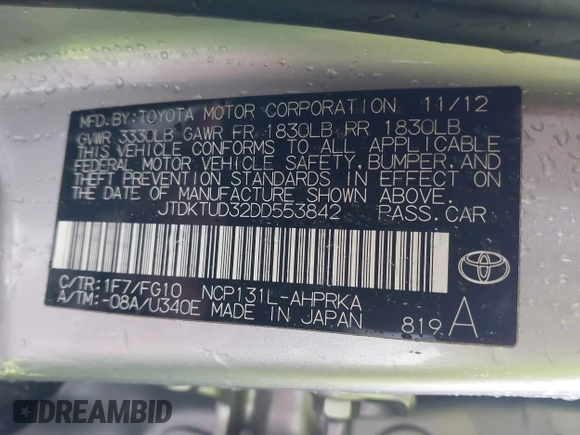 MFD. BY: TOYOTA MOTOR CORPORATION 11/12
GVWR 3330LB GAWR FR 1830LB RR 1830LB
THIS VEHICLE CONFORMS TO ALL APPLICABLE
FEDERAL MOTOR VEHICLE SAFETY, BUMPER, AND
THEFT PREVENTION STANDARDS IN EFFECT ON
THE DATE OF MANUFACTURE SHOWN ABOVE.
JTDKTUD32DD553842 PASS. CAR
C/TR: 1F7/FG10 NCP131L-AHPRKA
A/TM: -08A/U340E MADE IN JAPAN 819 A
DREAMBID